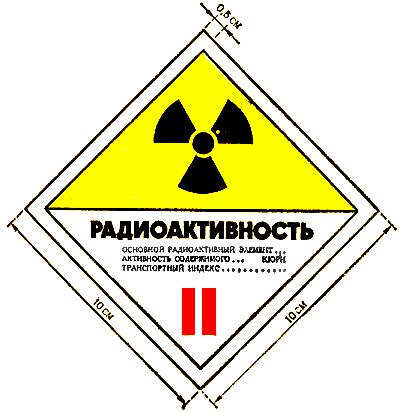 0,5 см
РАДИОАКТИВНОСТЬ
ОСНОВНОЙ РАДИОАКТИВНЫЙ ЭЛЕМЕНТ...
АКТИВНОСТЬ СОДЕРЖИМОГО... КЮРИ
ТРАНСПОРТНЫЙ ИНДЕКС............
II
10 см
10 см